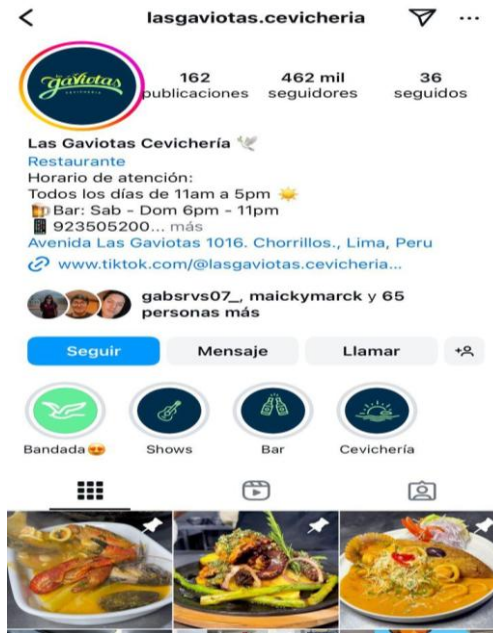 lasgaviotas.cevicheria
gaviotas
CEVICHERIA
162
publicaciones
462 mil
seguidores
36
seguidos
Las Gaviotas Cevichería 🕊️
Restaurante
Horario de atención:
Todos los días de 11am a 5pm ☀️
🍺Bar: Sab - Dom 6pm - 11pm
📱923505200... más
Avenida Las Gaviotas 1016. Chorrillos., Lima, Peru
www.tiktok.com/@lasgaviotas.cevicheria...
gabsrvs07_, maickymarck y 65
personas más
Seguir
Mensaje
Llamar
Bandada😍
Shows
Bar
Cevichería